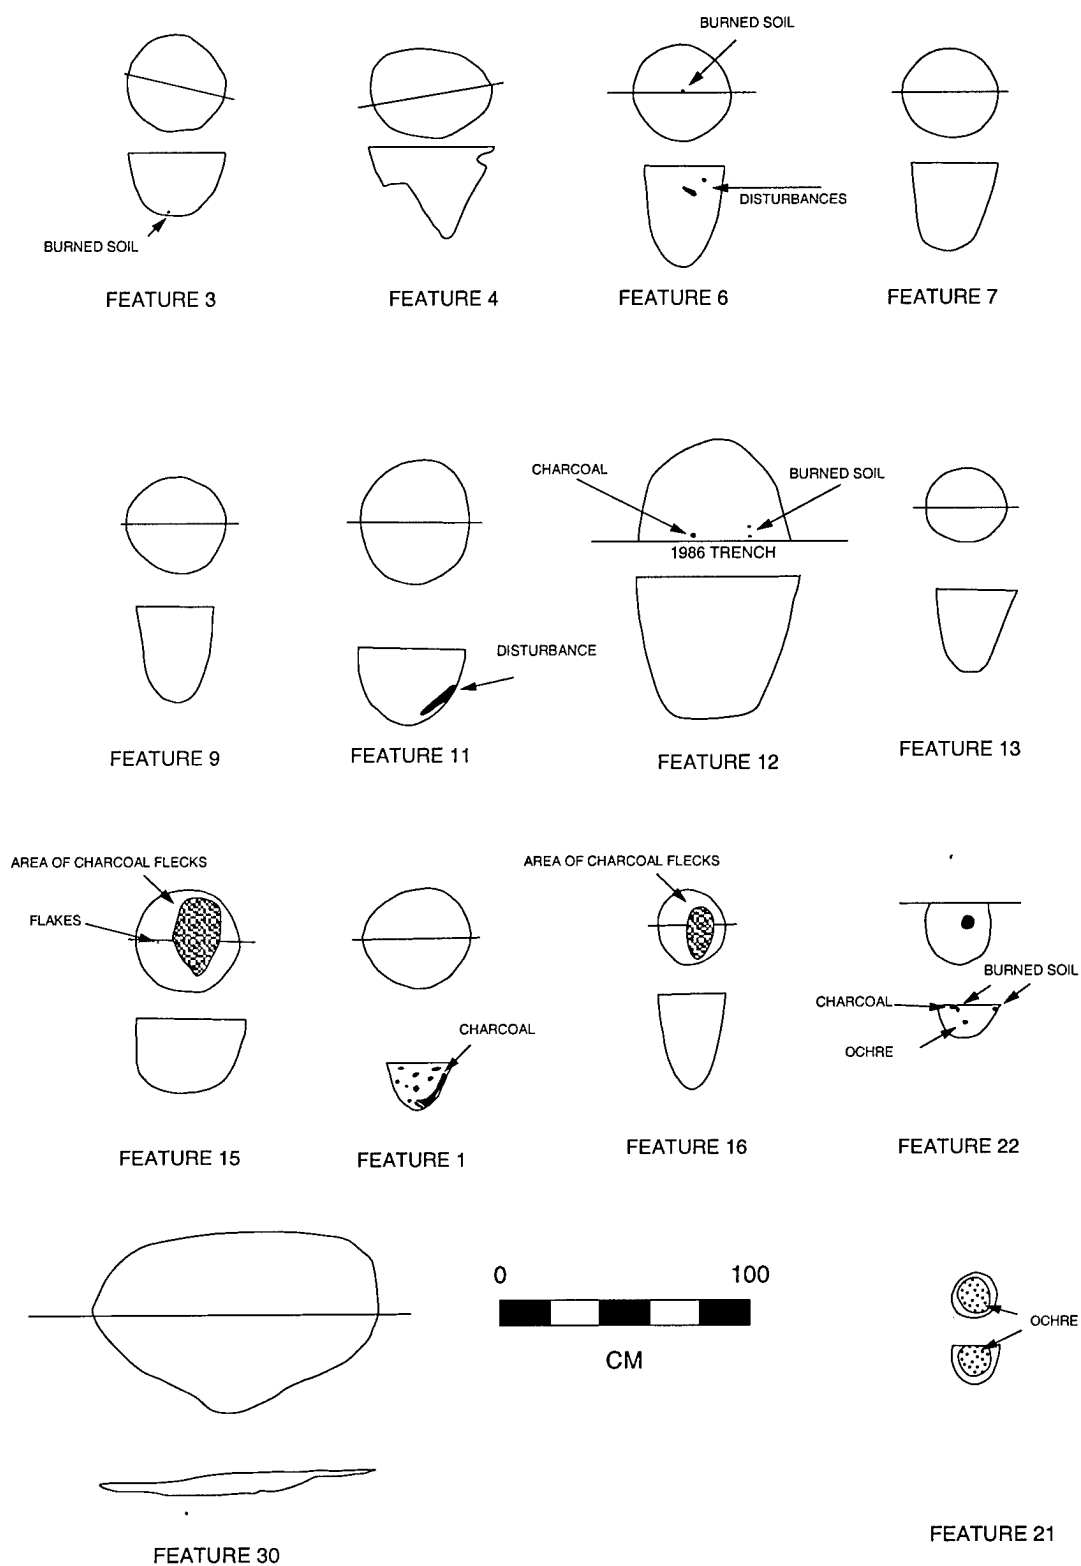 BURNED SOIL
DISTURBANCES
BURNED SOIL
FEATURE 3
FEATURE 4
FEATURE 6
FEATURE 7
CHARCOAL
BURNED SOIL
1986 TRENCH
DISTURBANCE
FEATURE 9
FEATURE 11
FEATURE 12
FEATURE 13
AREA OF CHARCOAL FLECKS
FLAKES
AREA OF CHARCOAL FLECKS
BURNED SOIL
CHARCOAL
OCHRE
CHARCOAL
FEATURE 15
FEATURE 1
FEATURE 16
FEATURE 22
0 100
CM
OCHRE
FEATURE 30
FEATURE 21